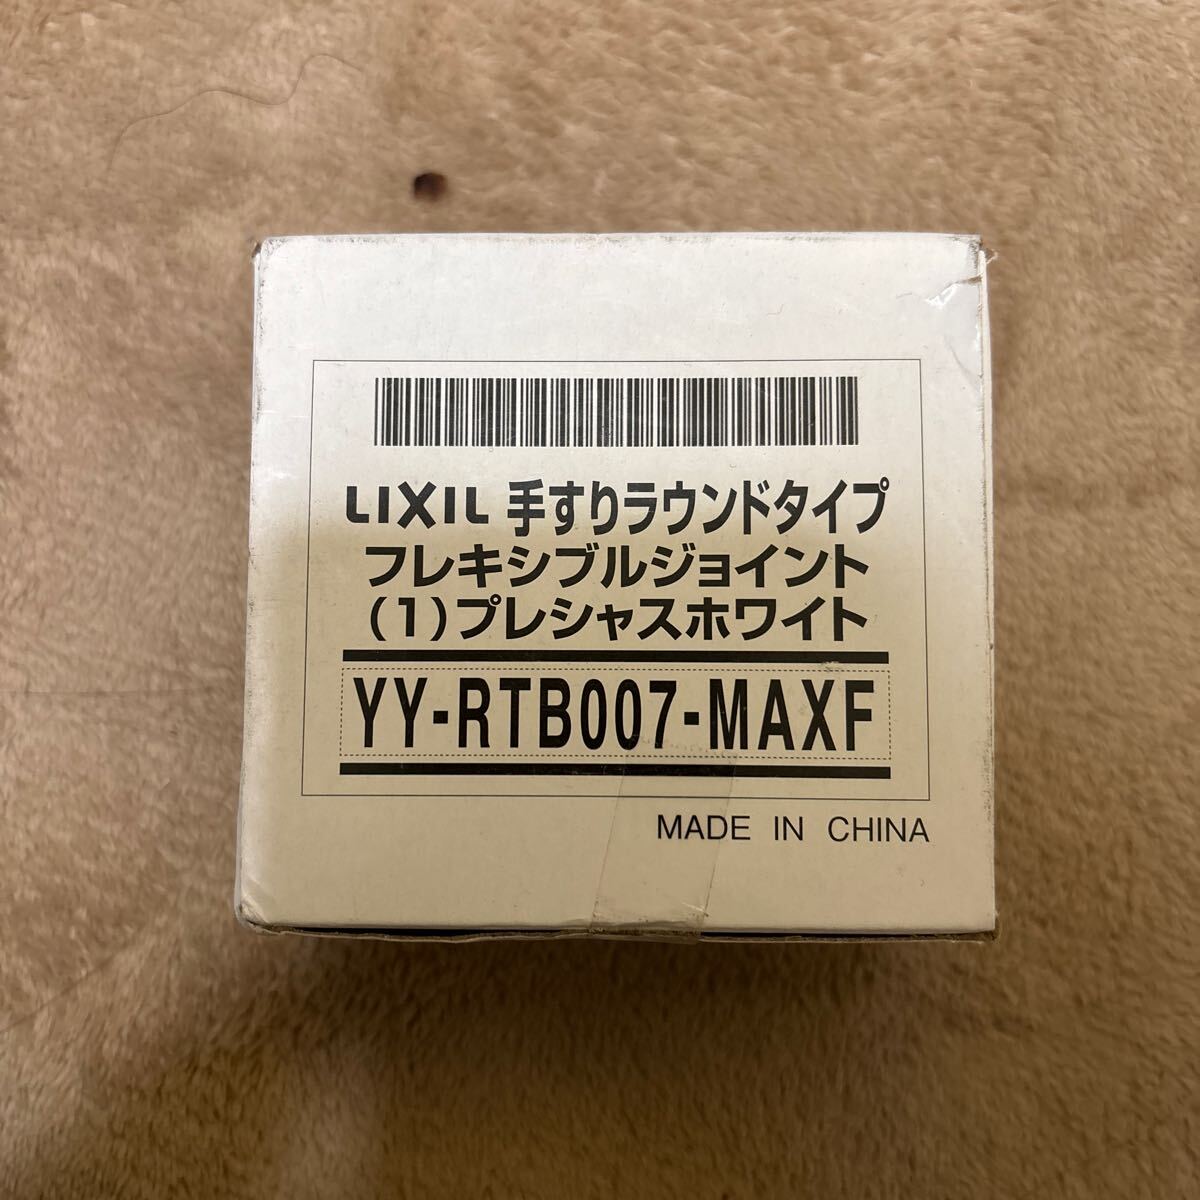 LIXIL 手すりラウンドタイプ
フレキシブルジョイント
(1)プレシャスホワイト
YY-RTB007-MAXF
MADE IN CHINA